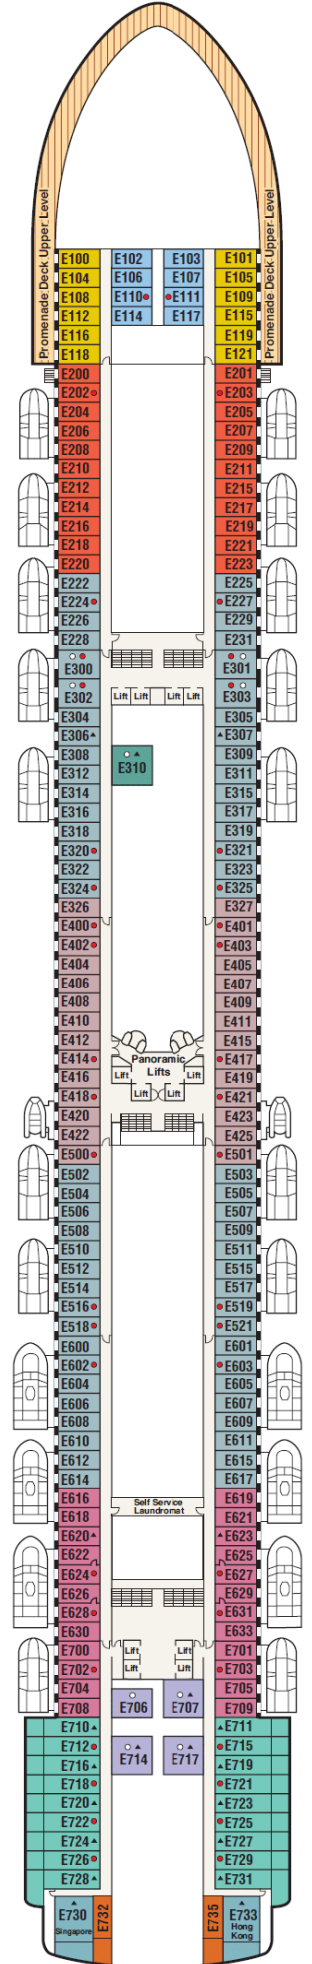 Promenade Deck Upper Level
Promenade Deck Upper Level
E100 E102 E103 E101
E104 E106 E107 E105
E108 E110 E111 E109
E112 E114 E117 E115
E116 E119
E118 E121
E200 E201
E202 E203
E204 E205
E206 E207
E208 E209
E210 E211
E212 E215
E214 E217
E216 E219
E218 E221
E220 E223
E222 E225
E224 E227
E226 E229
E228 E231
E300 E301
E302 E303
Lift Lift Lift Lift
E304 E305
E306 E307
E308 E309
E312 E310 E311
E314 E315
E316 E317
E318 E319
E320 E321
E322 E323
E324 E325
E326 E327
E400 E401
E402 E403
E404 E405
E406 E407
E408 E409
E410 E411
E412 E415
E414 Panoramic E417
Lifts
E416 Lift Lift E419
E418 Lift Lift E421
E420 E423
E422 E425
E500 E501
E502 E503
E504 E505
E506 E507
E508 E509
E510 E511
E512 E515
E514 E517
E516 E519
E518 E521
E600 E601
E602 E603
E604 E605
E606 E607
E608 E609
E610 E611
E612 E615
E614 E617
E616 Self Service E619
Laundromat
E618 E621
E620 E623
E622 E625
E624 E627
E626 E629
E628 E631
E630 E633
E700 Lift Lift E701
E702 Lift Lift E703
E704 E705
E708 E706 E707 E709
E710 E711
E712 E715
E716 E714 E717 E719
E718 E721
E720 E723
E722 E725
E724 E727
E726 E729
E728 E731
E730 E732 E735 E733
Singapore Hong
Kong